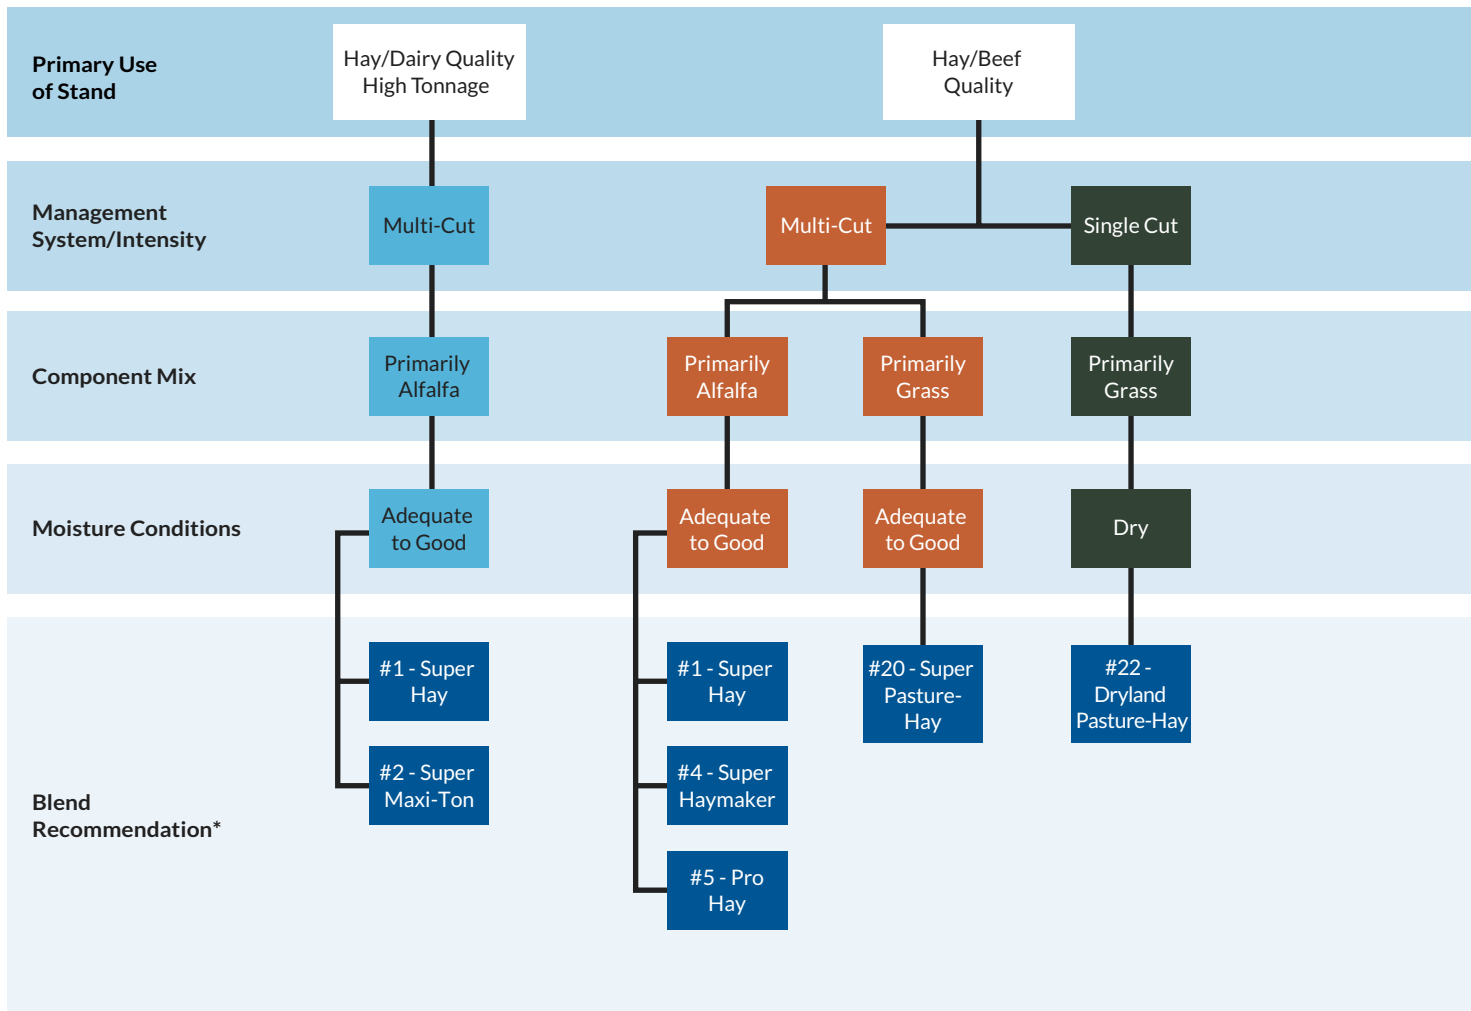 Primary Use
of Stand
Hay/Dairy Quality
High Tonnage
Hay/Beef
Quality
Management
System/Intensity
Multi-Cut
Multi-Cut
Single Cut
Component Mix
Primarily
Alfalfa
Primarily
Alfalfa
Primarily
Grass
Primarily
Grass
Moisture Conditions
Adequate
to Good
Adequate
to Good
Adequate
to Good
Dry
Blend
Recommendation*
#1 - Super
Hay
#2 - Super
Maxi-Ton
#1 - Super
Hay
#4 - Super
Haymaker
#5 - Pro
Hay
#20 - Super
Pasture-
Hay
#22 -
Dryland
Pasture-Hay